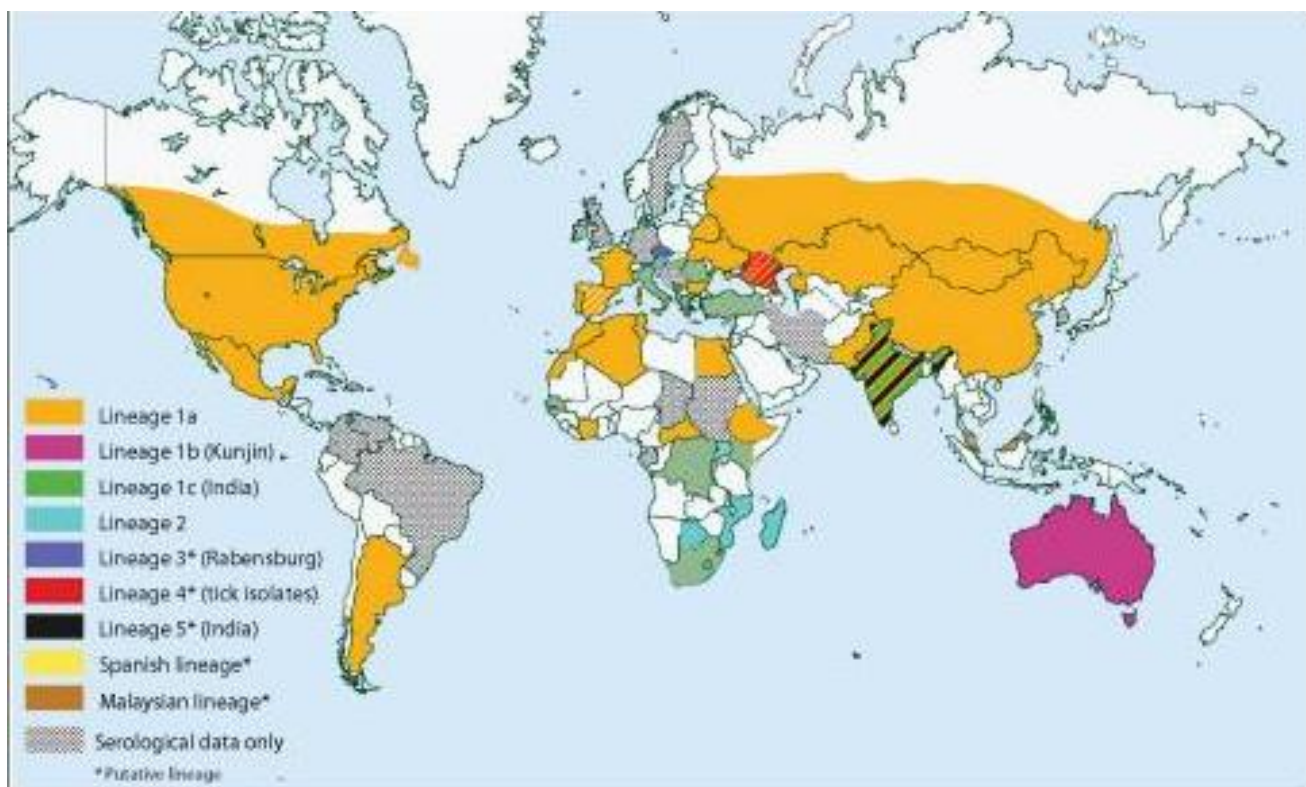 Lineage 1a
Lineage 1b (Kunjin)
Lineage 1c (India)
Lineage 2
Lineage 3* (Rabensburg)
Lineage 4* (tick isolates)
Lineage 5* (India)
Spanish lineage*
Malaysian lineage*
Serological data only
* Putative lineage